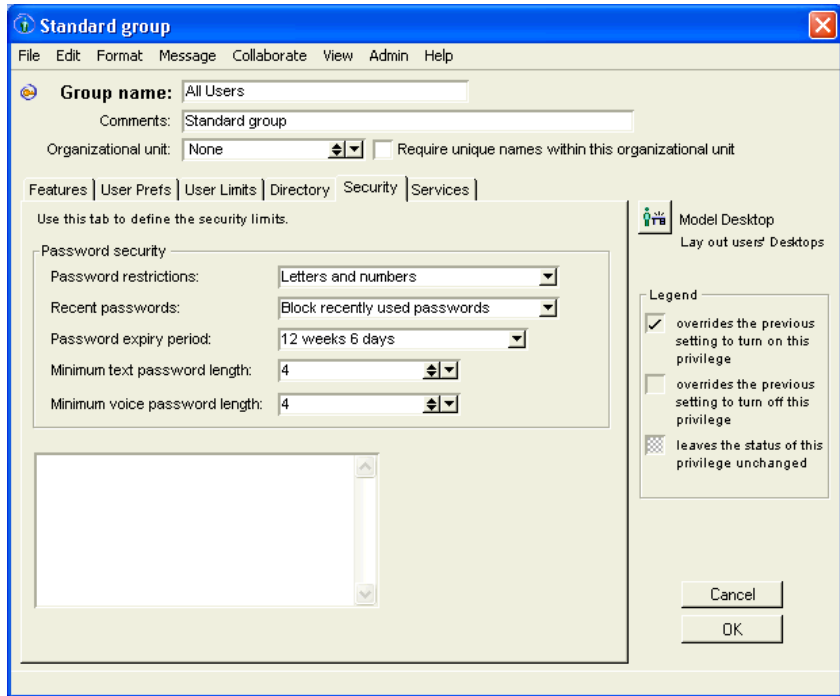 Standard group
File Edit Format Message Collaborate View Admin Help
Group name: All Users
Comments: Standard group
Organizational unit: None Require unique names within this organizational unit
Features User Prefs User Limits Directory Security Services
Use this tab to define the security limits.
Password security
Password restrictions: Letters and numbers
Recent passwords: Block recently used passwords
Password expiry period: 12 weeks 6 days
Minimum text password length: 4
Minimum voice password length: 4
Model Desktop
Lay out users' Desktops
Legend
overrides the previous
setting to turn on this
privilege
overrides the previous
setting to turn off this
privilege
leaves the status of this
privilege unchanged
Cancel
OK